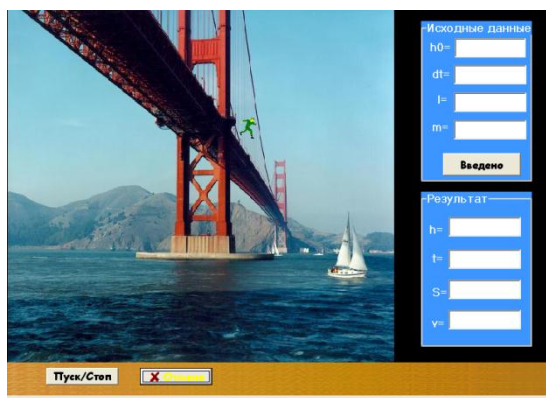 Исходные данные
h0=
dt=
l=
m=
Введено
Результат
h=
t=
S=
v=
Пуск/Стоп